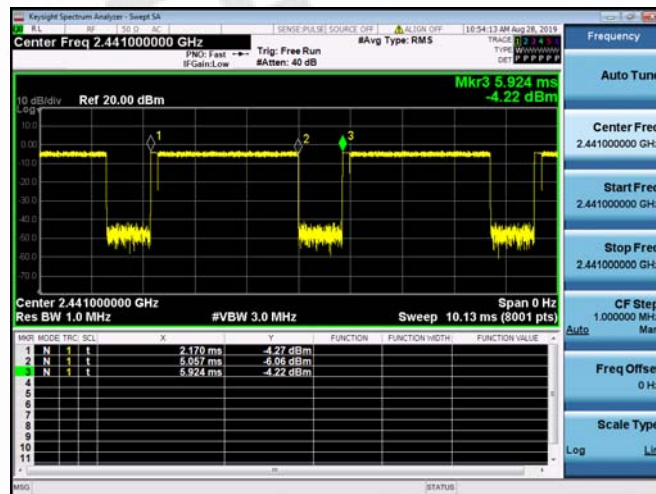 Keysight Spectrum Analyzer - Swept SA
RL RF 50 Ω AC SENSE:PULSE SOURCE OFF ALIGN OFF 10:54:13 AM Aug 28, 2019
Center Freq 2.441000000 GHz
PNO: Fast Trig: Free Run
IFGain:Low #Atten: 40 dB
#Avg Type: RMS
TRACE 1 2 3 4 5 6
TYPE WWWWWW
DET P P P P P P
Mkr3 5.924 ms
-4.22 dBm
10 dB/div Ref 20.00 dBm
Log
10.0
0.00
-10.0
-20.0
-30.0
-40.0
-50.0
-60.0
-70.0
1
2
3
Center 2.441000000 GHz Span 0 Hz
Res BW 1.0 MHz #VBW 3.0 MHz Sweep 10.13 ms (8001 pts)
MKR MODE TRC SCL X Y FUNCTION FUNCTION WIDTH FUNCTION VALUE
1 N 1 t 2.170 ms -4.27 dBm
2 N 1 t 5.057 ms -6.06 dBm
3 N 1 t 5.924 ms -4.22 dBm
4
5
6
7
8
9
10
11
MSG STATUS
Frequency
Auto Tune
Center Freq
2.441000000 GHz
Start Freq
2.441000000 GHz
Stop Freq
2.441000000 GHz
CF Step
1.000000 MHz
Auto Man
Freq Offset
0 Hz
Scale Type
Log Lin